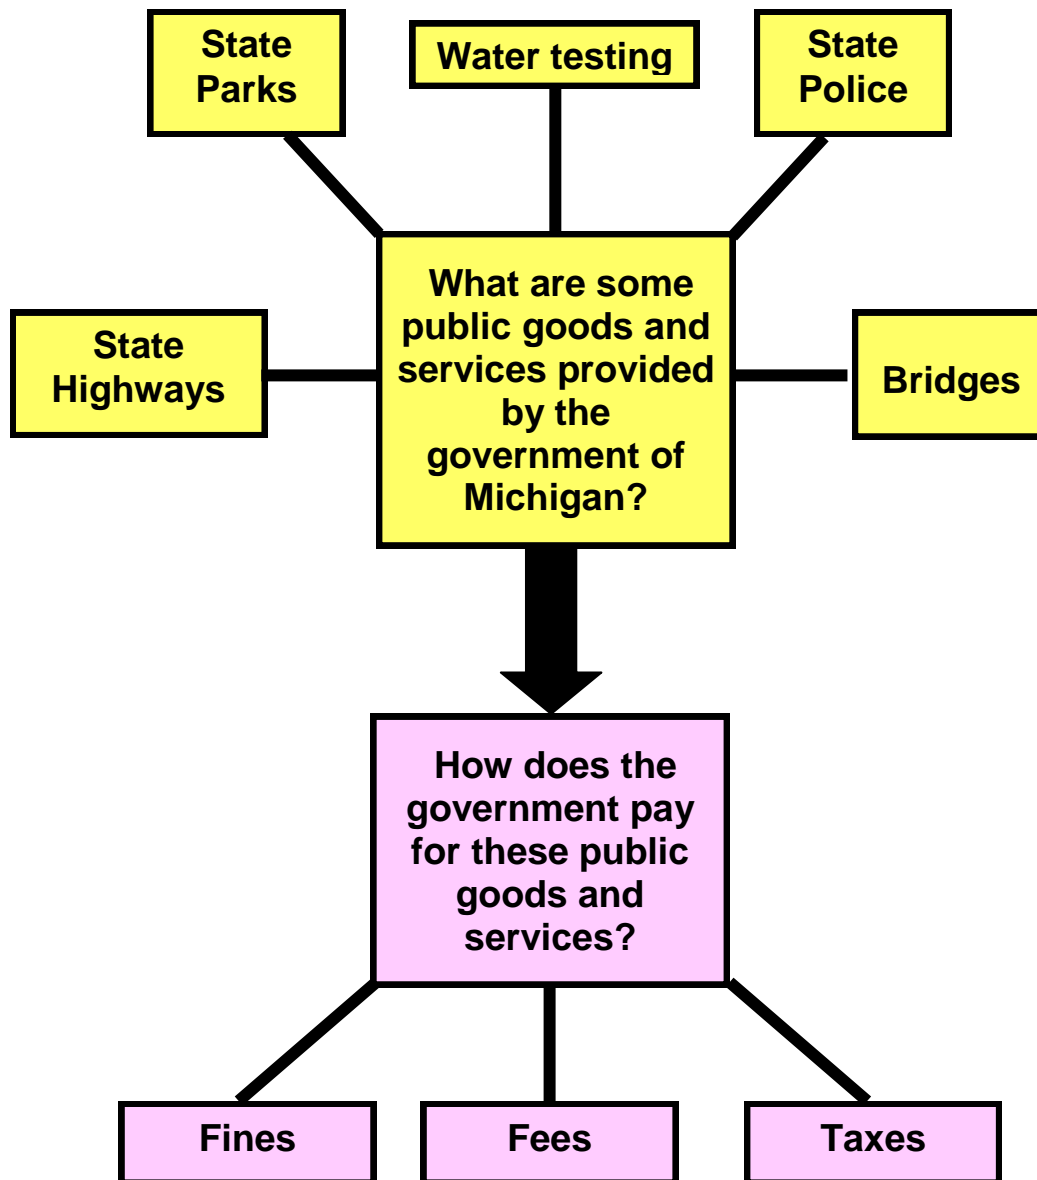 State
Parks
Water testing
State
Police
State
Highways
What are some
public goods and
services provided
by the
government of
Michigan?
Bridges
How does the
government pay
for these public
goods and
services?
Fines
Fees
Taxes